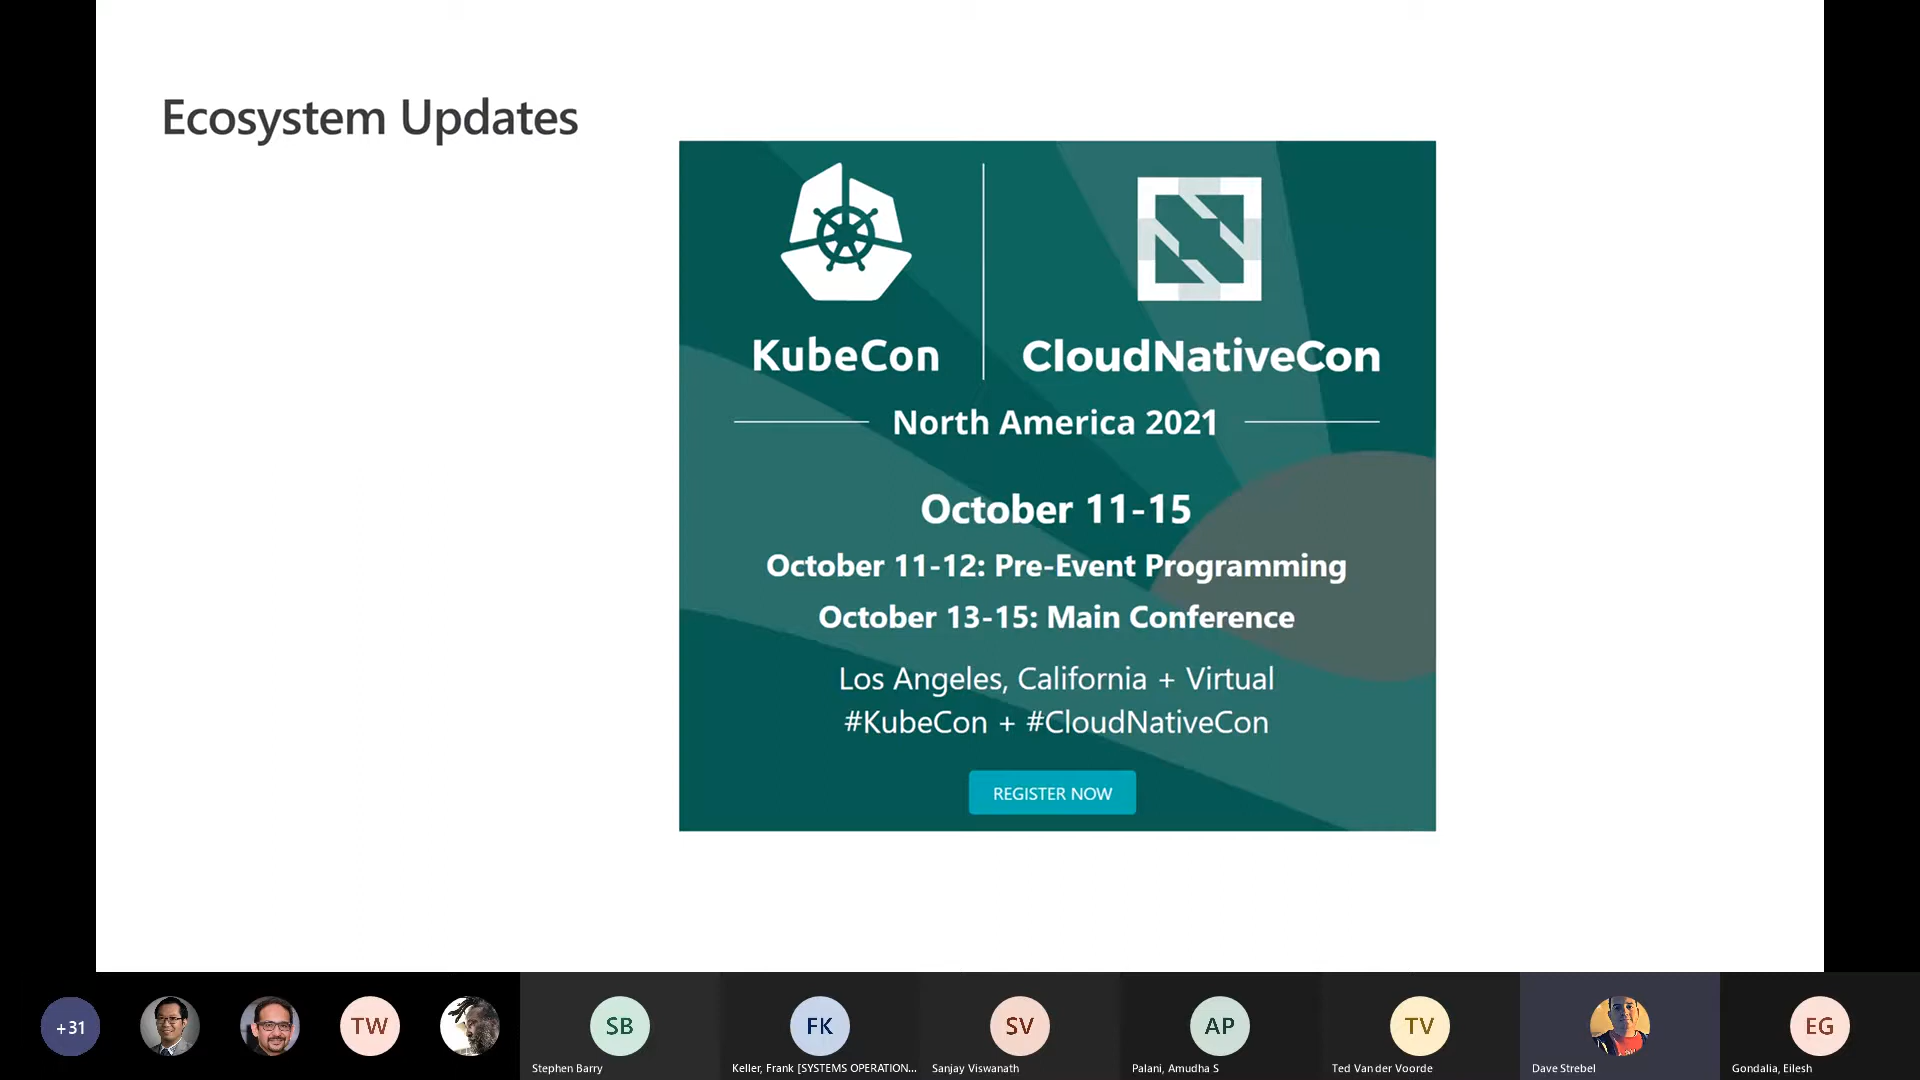 Ecosystem Updates
KubeCon
CloudNativeCon
North America 2021
October 11-15
October 11-12: Pre-Event Programming
October 13-15: Main Conference
Los Angeles, California + Virtual
#KubeCon + #CloudNativeCon
REGISTER NOW
+31
TW
SB
FK
SV
AP
TV
EG
Stephen Barry
Keller, Frank [SYSTEMS OPERATION...
Sanjay Viswanath
Palani, Amudha S
Ted Van der Voorde
Dave Strebel
Gondalia, Eilesh